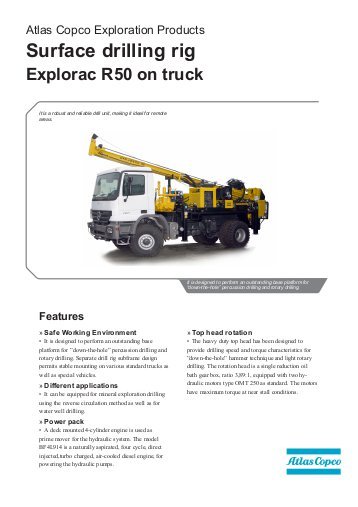 Atlas Copco Exploration Products
Surface drilling rig
Explorac R50 on truck
It is a robust and reliable drill unit, making it ideal for remote
areas.
It is designed to perform an outstanding base platform for
"down-the-hole" percussion drilling and rotary drilling.
Features
» Safe Working Environment
• It is designed to perform an outstanding base
platform for "down-the-hole" percussion drilling and
rotary drilling. Separate drill rig subframe design
permits stable mounting on various standard trucks as
well as special vehicles.
» Different applications
• It can be equipped for mineral exploration drilling
using the reverse circulation method as well as for
water well drilling.
» Power pack
• A deck mounted 4-cylinder engine is used as
prime mover for the hydraulic system. The model
BF4L914 is a naturally aspirated, four cycle, direct
injected, turbo charged, air-cooled diesel engine, for
powering the hydraulic pumps.
» Top head rotation
• The heavy duty top head has been designed to
provide drilling speed and torque characteristics for
"down-the-hole" hammer technique and light rotary
drilling. The rotation head is a single reduction oil
bath gear box, ratio 3,89:1, equipped with two hy-
draulic motors type OMT 250 as standard. The motors
have maximum torque at near stall conditions.
Atlas Copco